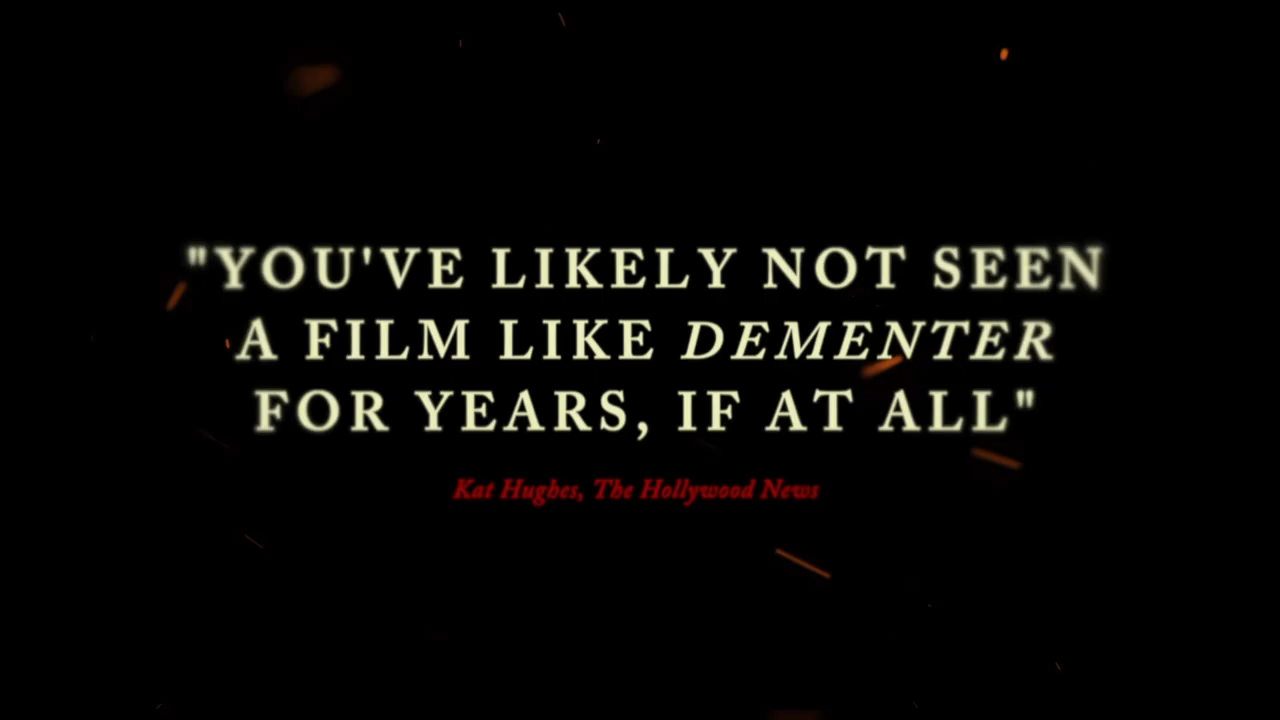 "YOU'VE LIKELY NOT SEEN
A FILM LIKE DEMENTER
FOR YEARS, IF AT ALL"
Kat Hughes, The Hollywood News